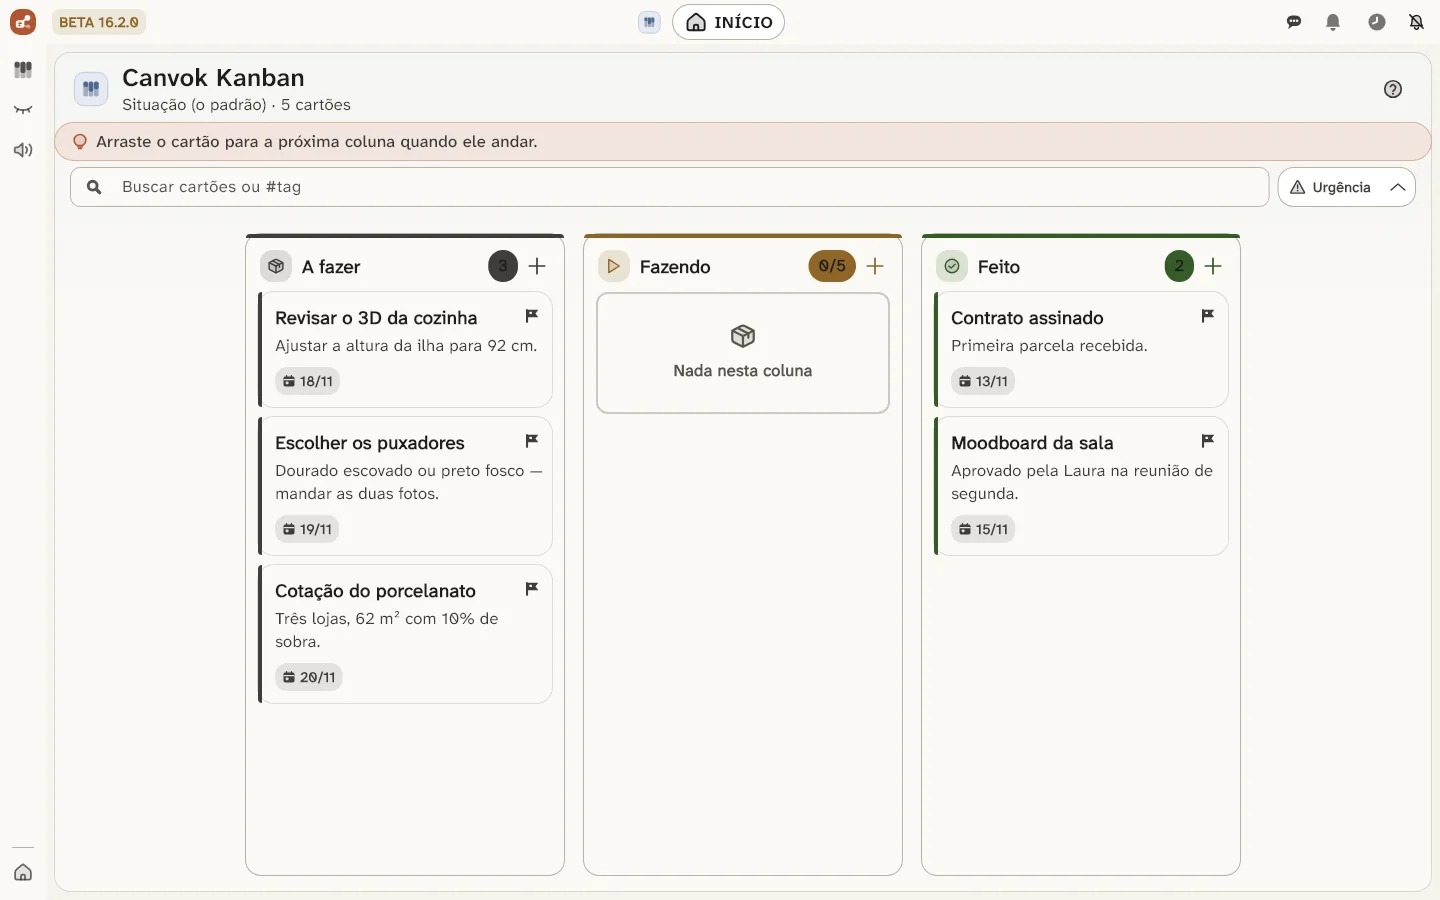 BETA 16.2.0
INÍCIO
Canvok Kanban
Situação (o padrão) · 5 cartões
Arraste o cartão para a próxima coluna quando ele andar.
Buscar cartões ou #tag
Urgência
A fazer
3
Revisar o 3D da cozinha
Ajustar a altura da ilha para 92 cm.
18/11
Escolher os puxadores
Dourado escovado ou preto fosco —
mandar as duas fotos.
19/11
Cotação do porcelanato
Três lojas, 62 m² com 10% de
sobra.
20/11
Fazendo
0/5
Nada nesta coluna
Feito
2
Contrato assinado
Primeira parcela recebida.
13/11
Moodboard da sala
Aprovado pela Laura na reunião de
segunda.
15/11